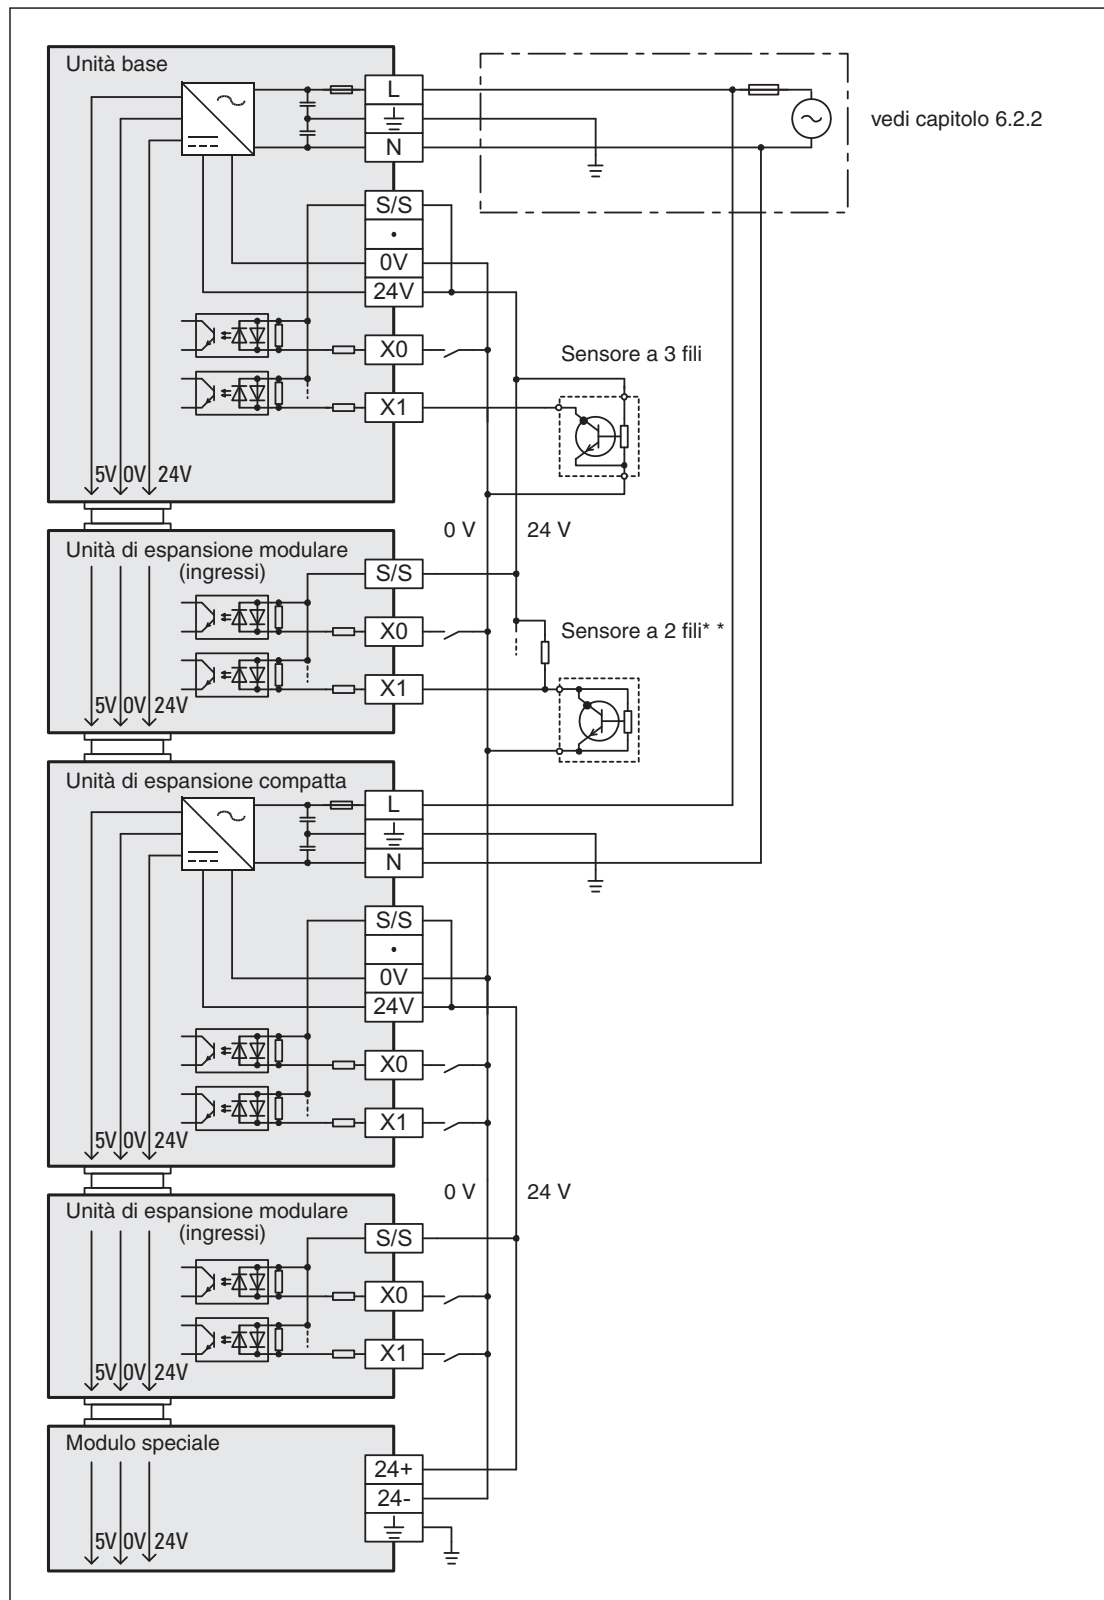 Unità base
L
N
vedi capitolo 6.2.2
S/S
•
0V
24V
X0
Sensore a 3 fili
X1
5V 0V 24V
0 V 24 V
Unità di espansione modulare
(ingressi)
S/S
X0
Sensore a 2 fili* *
X1
5V 0V 24V
Unità di espansione compatta
L
N
S/S
•
0V
24V
X0
X1
5V 0V 24V
0 V 24 V
Unità di espansione modulare
(ingressi)
S/S
X0
X1
5V 0V 24V
Modulo speciale
24+
24-
5V 0V 24V